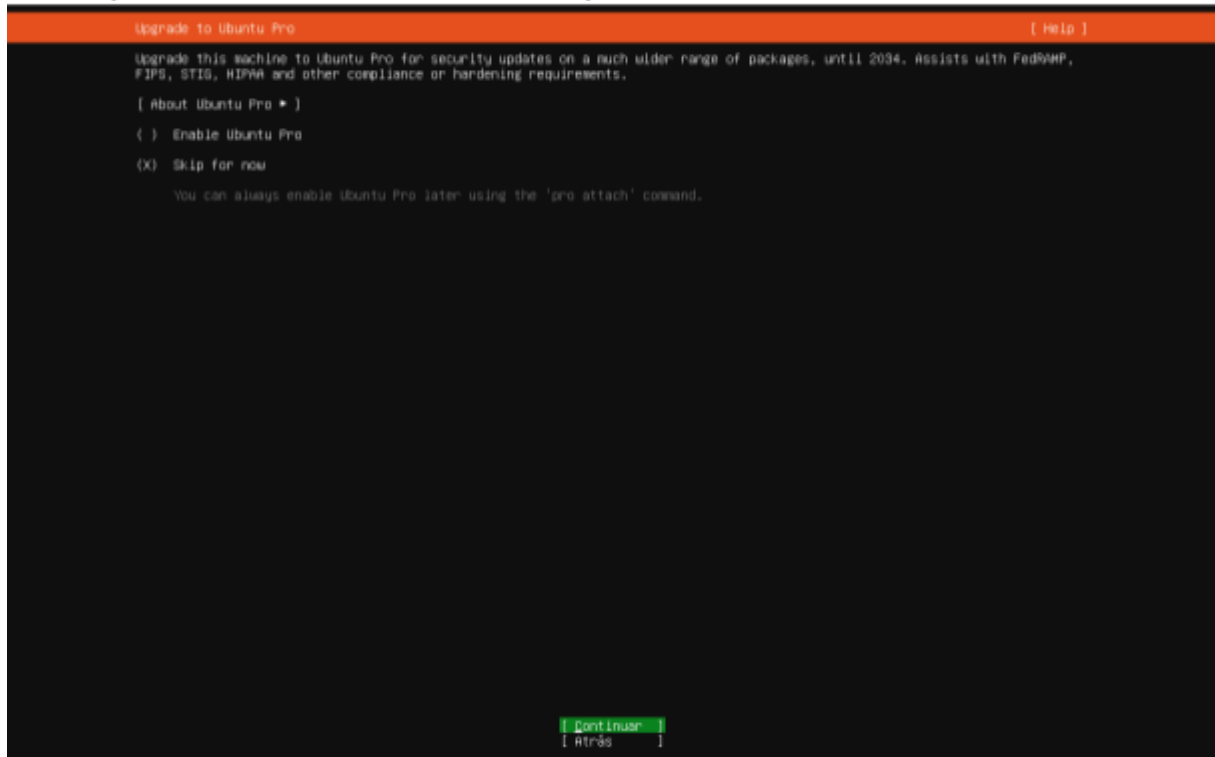 Upgrade to Ubuntu Pro [ Help ]
Upgrade this machine to Ubuntu Pro for security updates on a much wider range of packages, until 2034. Assists with FedRAMP,
FIPS, STIG, HIPAA and other compliance or hardening requirements.
[ About Ubuntu Pro ▸ ]
( ) Enable Ubuntu Pro
(X) Skip for now
You can always enable Ubuntu Pro later using the 'pro attach' command.
[ Continuar ]
[ Atrás ]